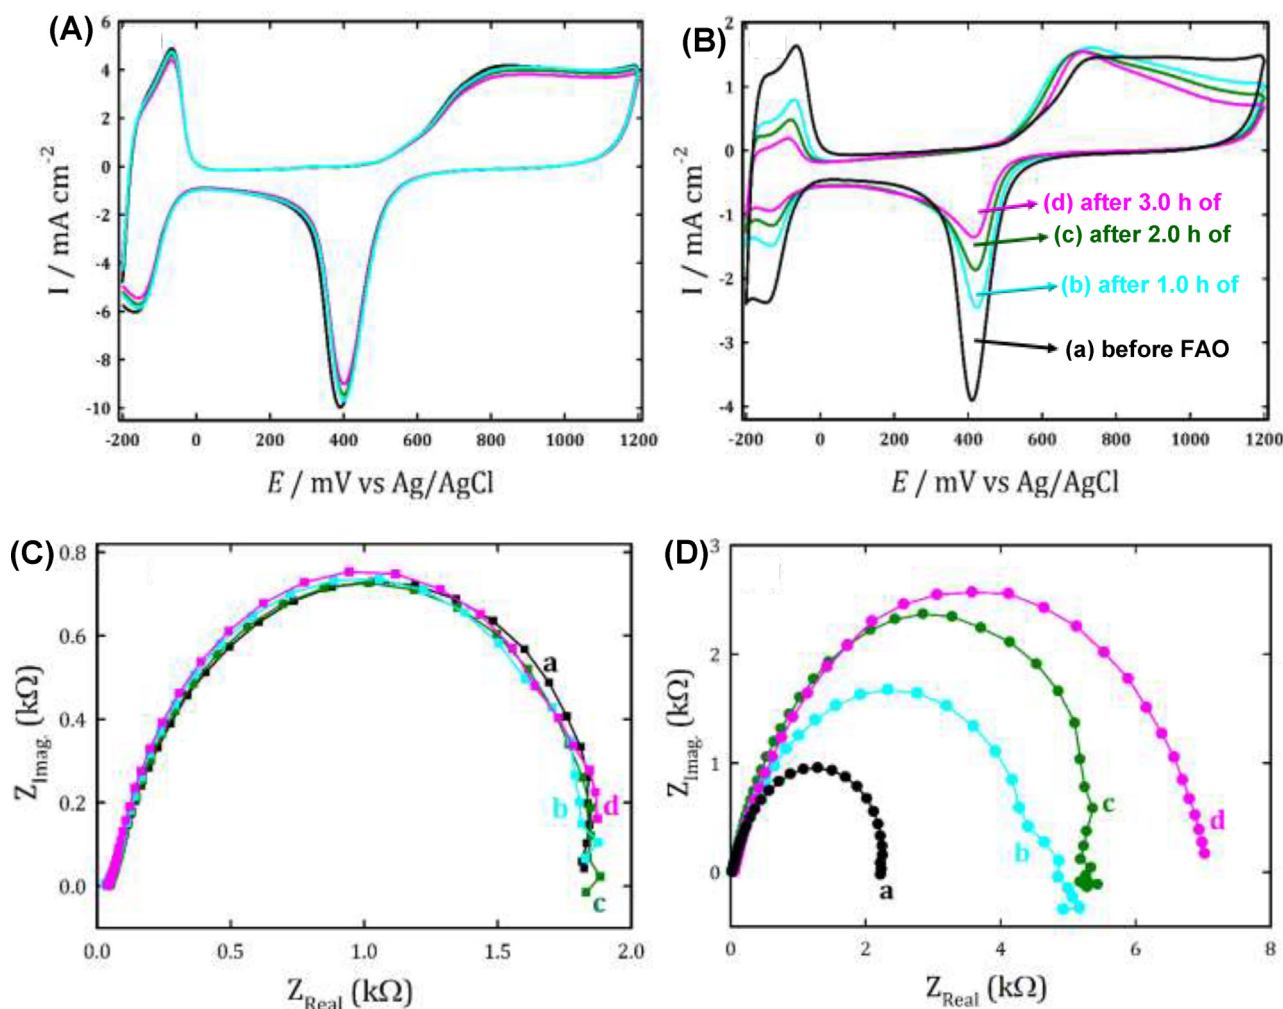 (A)
6
4
2
0
-2
-4
-6
-8
-10
-200 0 200 400 600 800 1000 1200
I / mA cm-2
E / mV vs Ag/AgCl
(B)
2
1
0
-1
-2
-3
-4
-200 0 200 400 600 800 1000 1200
I / mA cm-2
E / mV vs Ag/AgCl
(d) after 3.0 h of
(c) after 2.0 h of
(b) after 1.0 h of
(a) before FAO
(C)
0.8
0.6
0.4
0.2
0.0
0.0 0.5 1.0 1.5 2.0
ZImag. (kΩ)
ZReal (kΩ)
a
b
d
c
(D)
3
2
1
0
0 2 4 6 8
ZImag. (kΩ)
ZReal (kΩ)
c
d
b
a